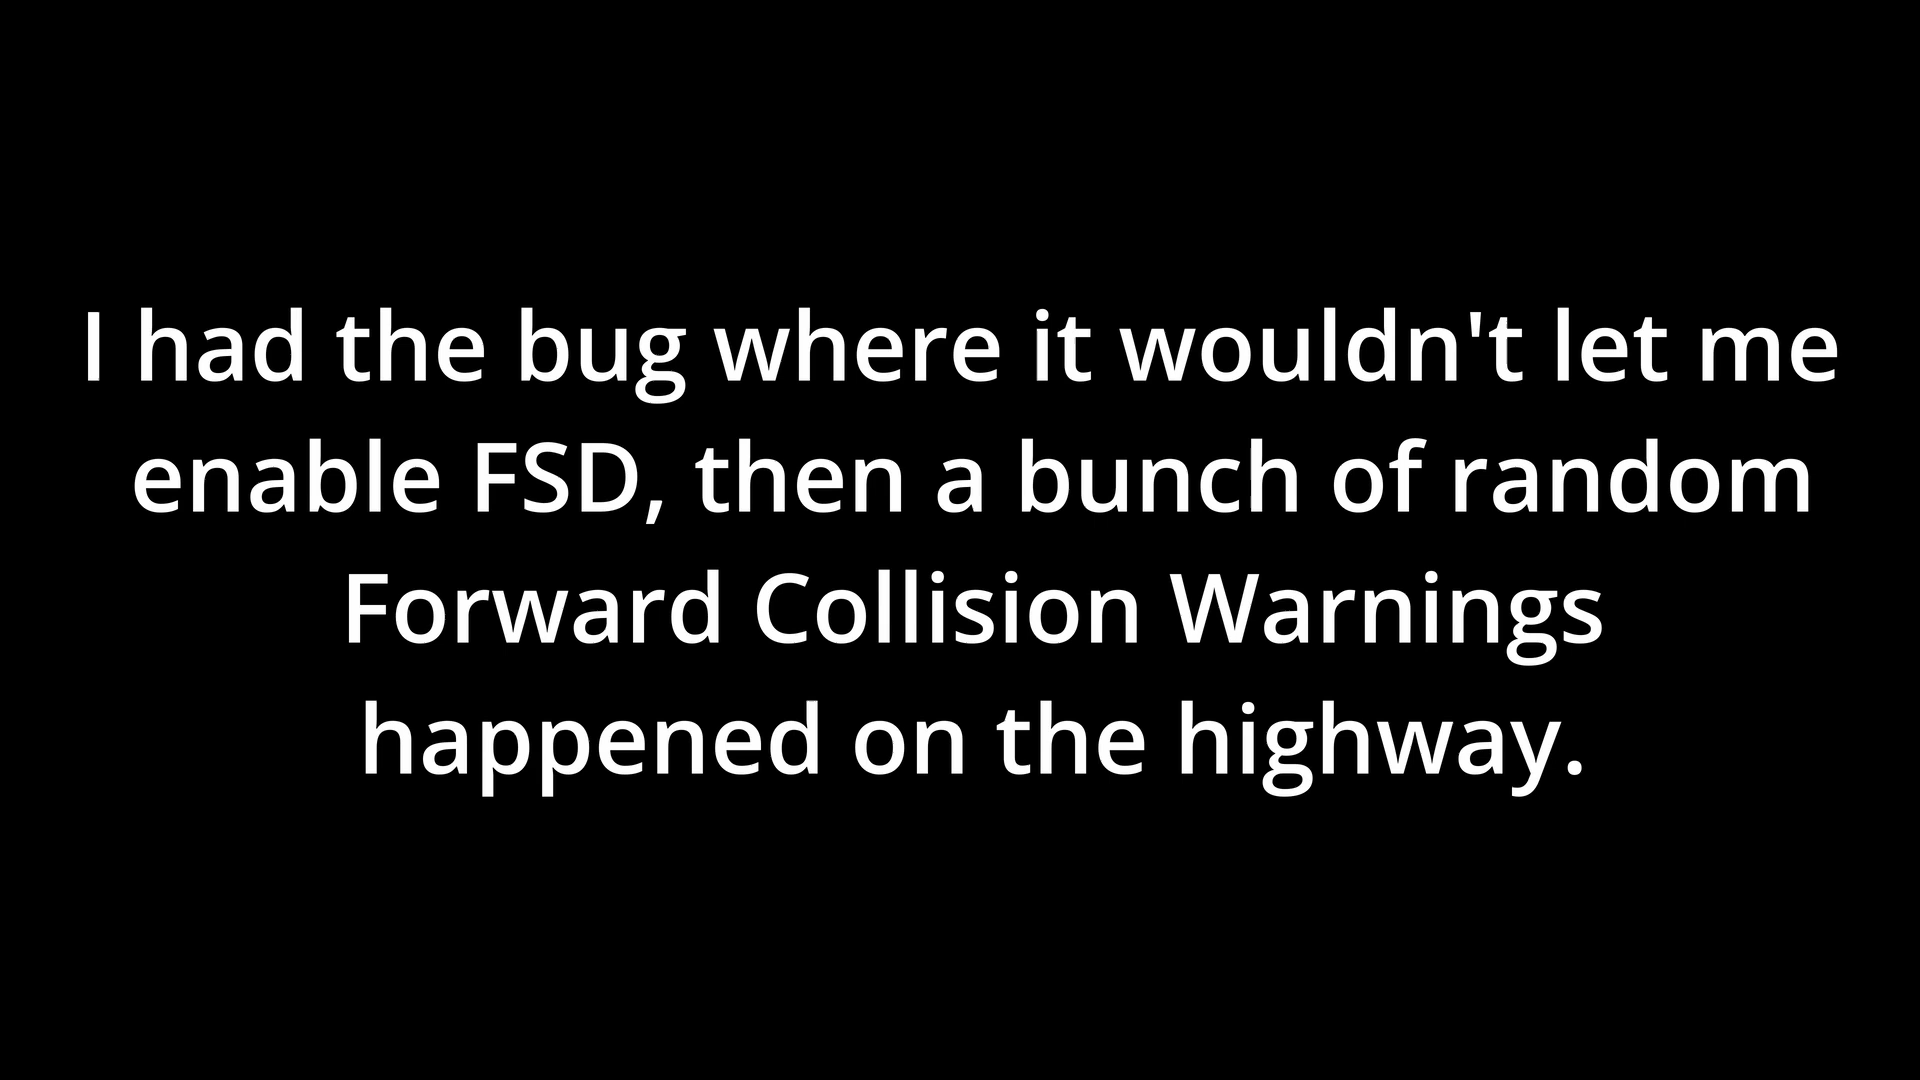 I had the bug where it wouldn't let me
enable FSD, then a bunch of random
Forward Collision Warnings
happened on the highway.